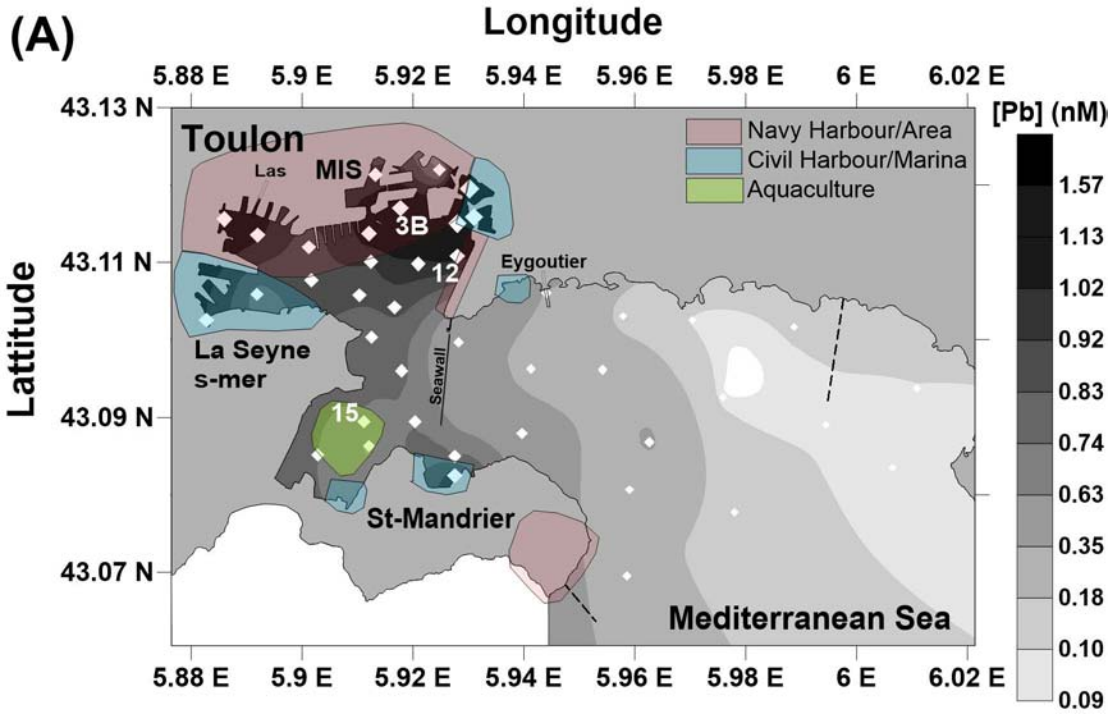 (A)
Longitude
5.88 E 5.9 E 5.92 E 5.94 E 5.96 E 5.98 E 6 E 6.02 E
[Pb] (nM)
43.13 N
Toulon
Navy Harbour/Area
Las
MIS
Civil Harbour/Marina
Aquaculture
1.57
3B
1.13
43.11 N
12
Eygoutier
1.02
0.92
La Seyne
s-mer
Lattitude
Seawall
0.83
43.09 N
15
0.74
0.63
St-Mandrier
0.35
43.07 N
0.18
Mediterranean Sea
0.10
5.88 E 5.9 E 5.92 E 5.94 E 5.96 E 5.98 E 6 E 6.02 E
0.09